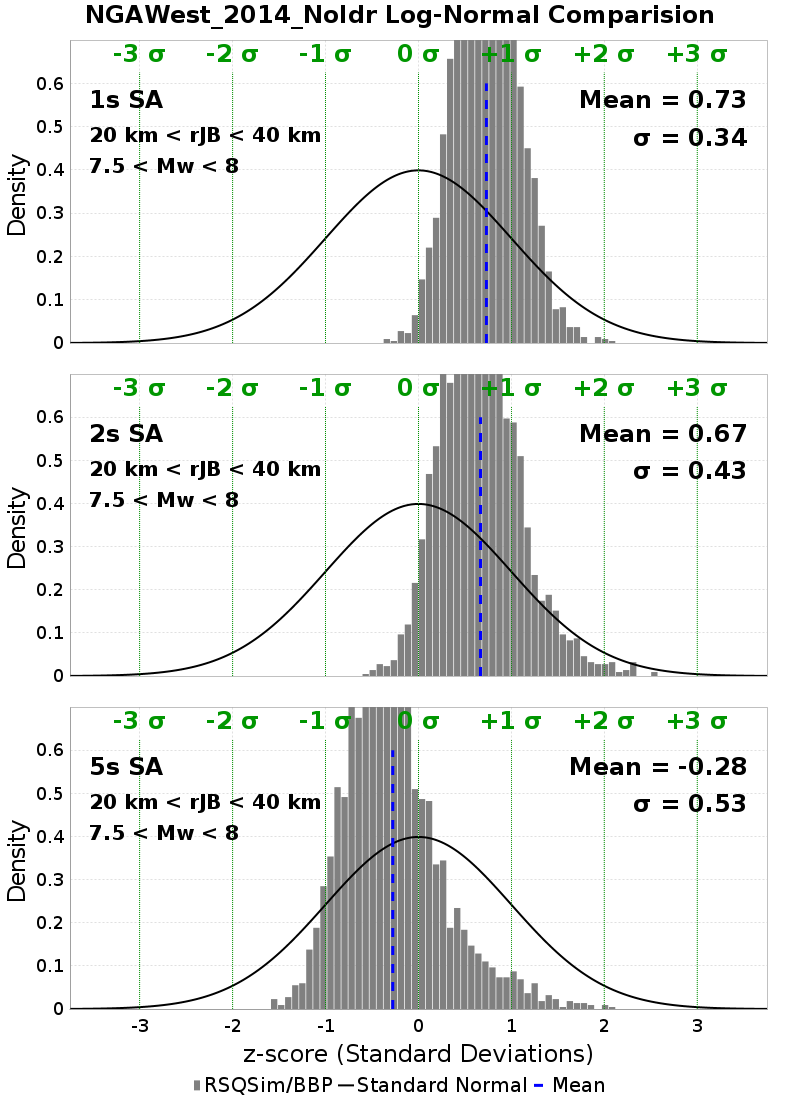 NGAWest_2014_NoIdr Log-Normal Comparision
-3 σ -2 σ -1 σ 0 σ +1 σ +2 σ +3 σ
1s SA Mean = 0.73
20 km < rJB < 40 km σ = 0.34
7.5 < Mw < 8
Density
0.6
0.5
0.4
0.3
0.2
0.1
0
-3 σ -2 σ -1 σ 0 σ +1 σ +2 σ +3 σ
2s SA Mean = 0.67
20 km < rJB < 40 km σ = 0.43
7.5 < Mw < 8
Density
0.6
0.5
0.4
0.3
0.2
0.1
0
-3 σ -2 σ -1 σ 0 σ +1 σ +2 σ +3 σ
5s SA Mean = -0.28
20 km < rJB < 40 km σ = 0.53
7.5 < Mw < 8
Density
0.6
0.5
0.4
0.3
0.2
0.1
0
-3 -2 -1 0 1 2 3
z-score (Standard Deviations)
RSQSim/BBP Standard Normal Mean